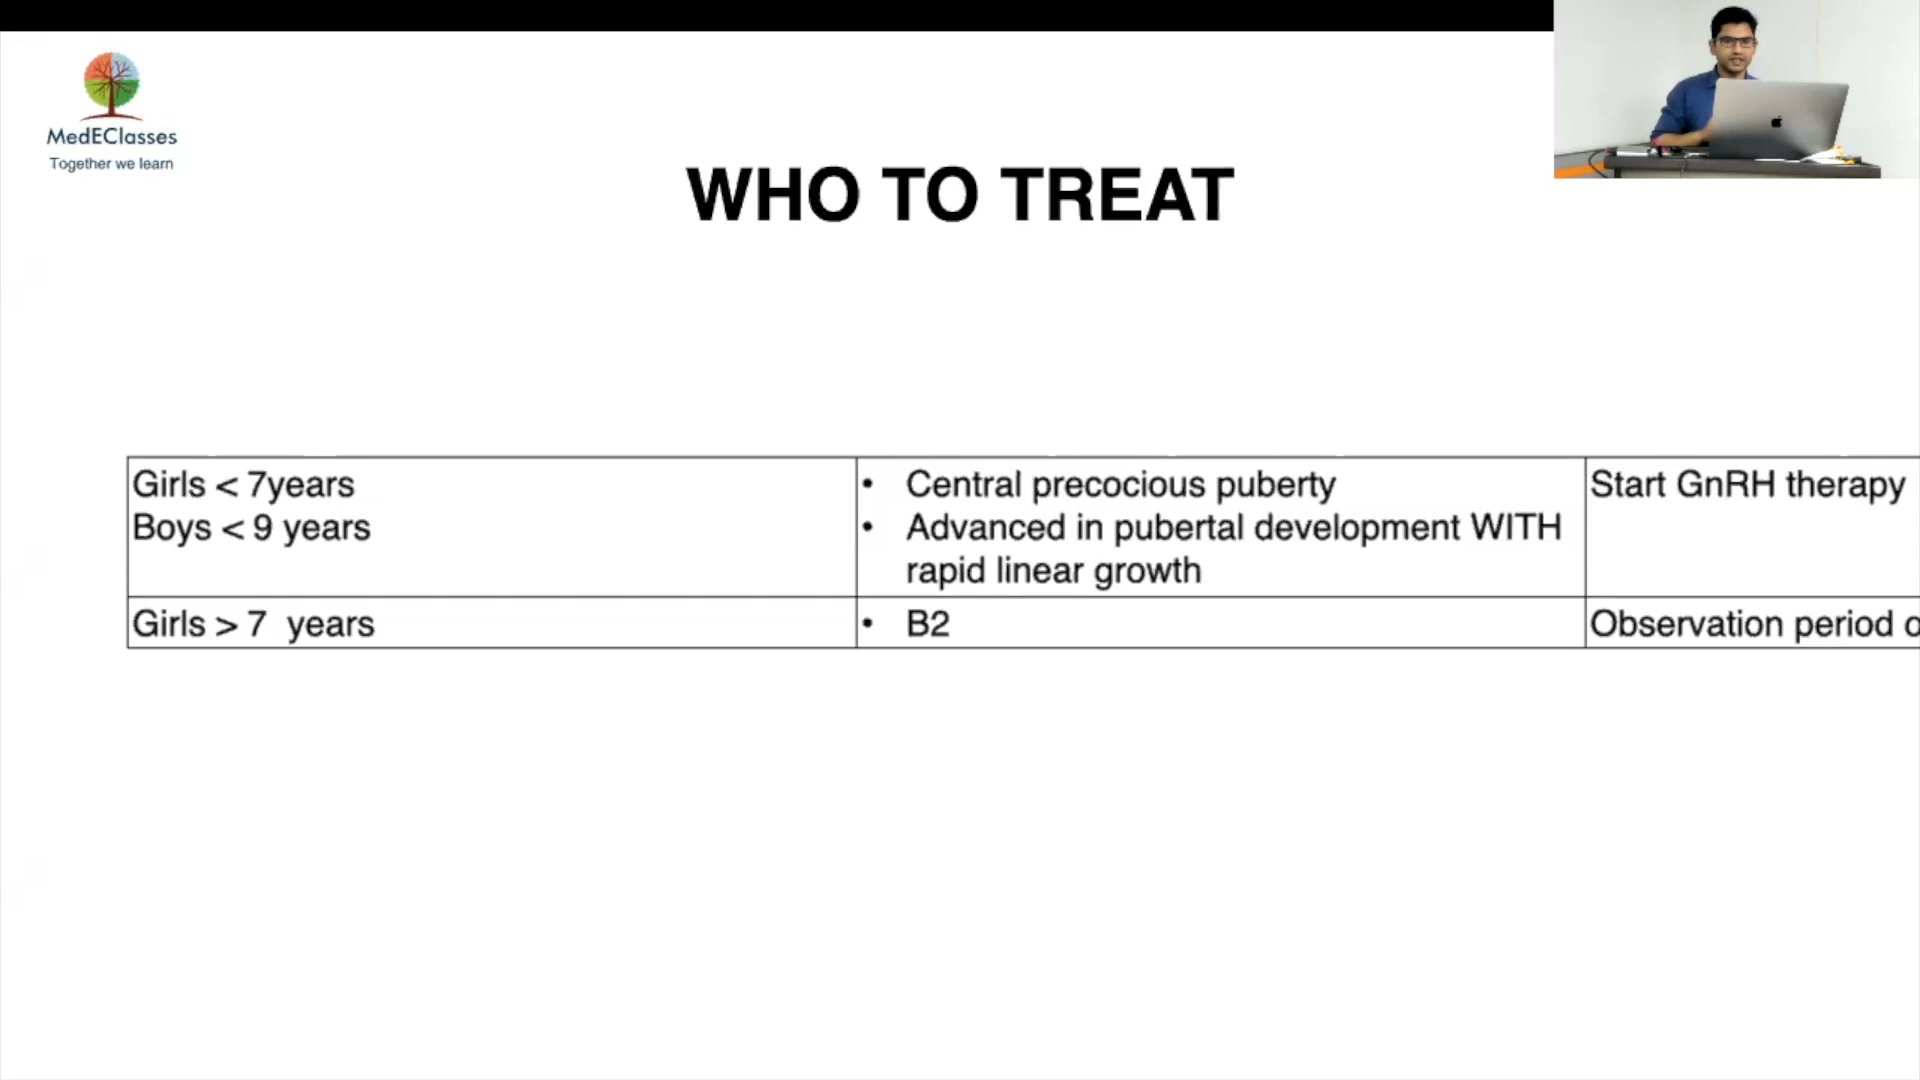 MedEClasses
Together we learn
WHO TO TREAT
Girls < 7years
Boys < 9 years
• Central precocious puberty
• Advanced in pubertal development WITH
rapid linear growth
Start GnRH therapy
Girls > 7  years
• B2
Observation period